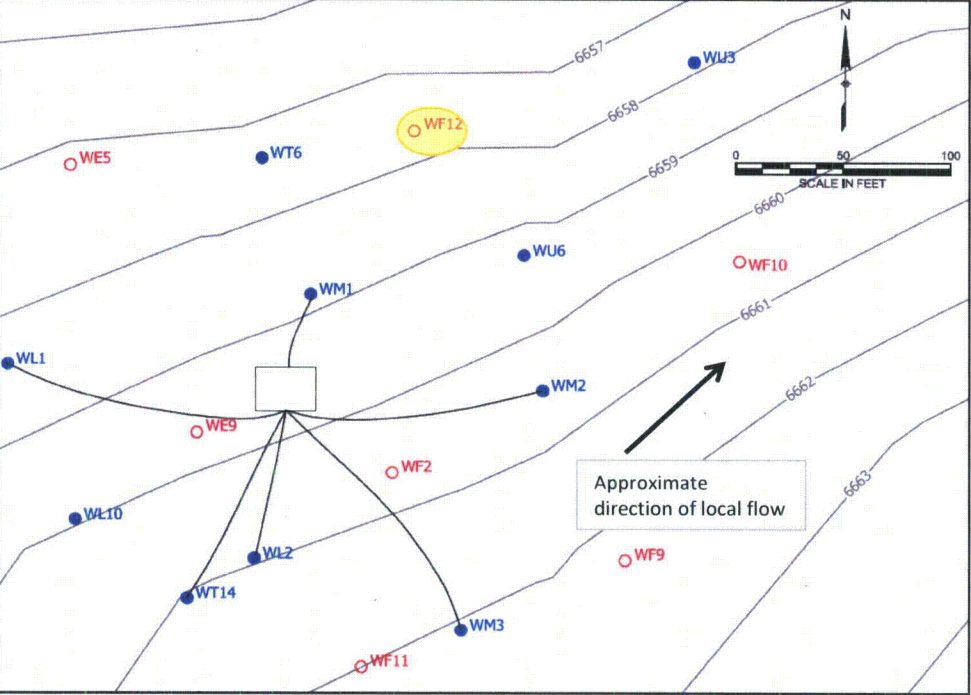 N
6657
WU3
6658
WF12
WE5
WT6
6659
0 50 100
SCALE IN FEET
6660
WU6
WF10
WM1
6661
WL1
WM2
6662
WE9
WF2
Approximate
direction of local flow
6663
WL10
WL2
WF9
WT14
WM3
WF11